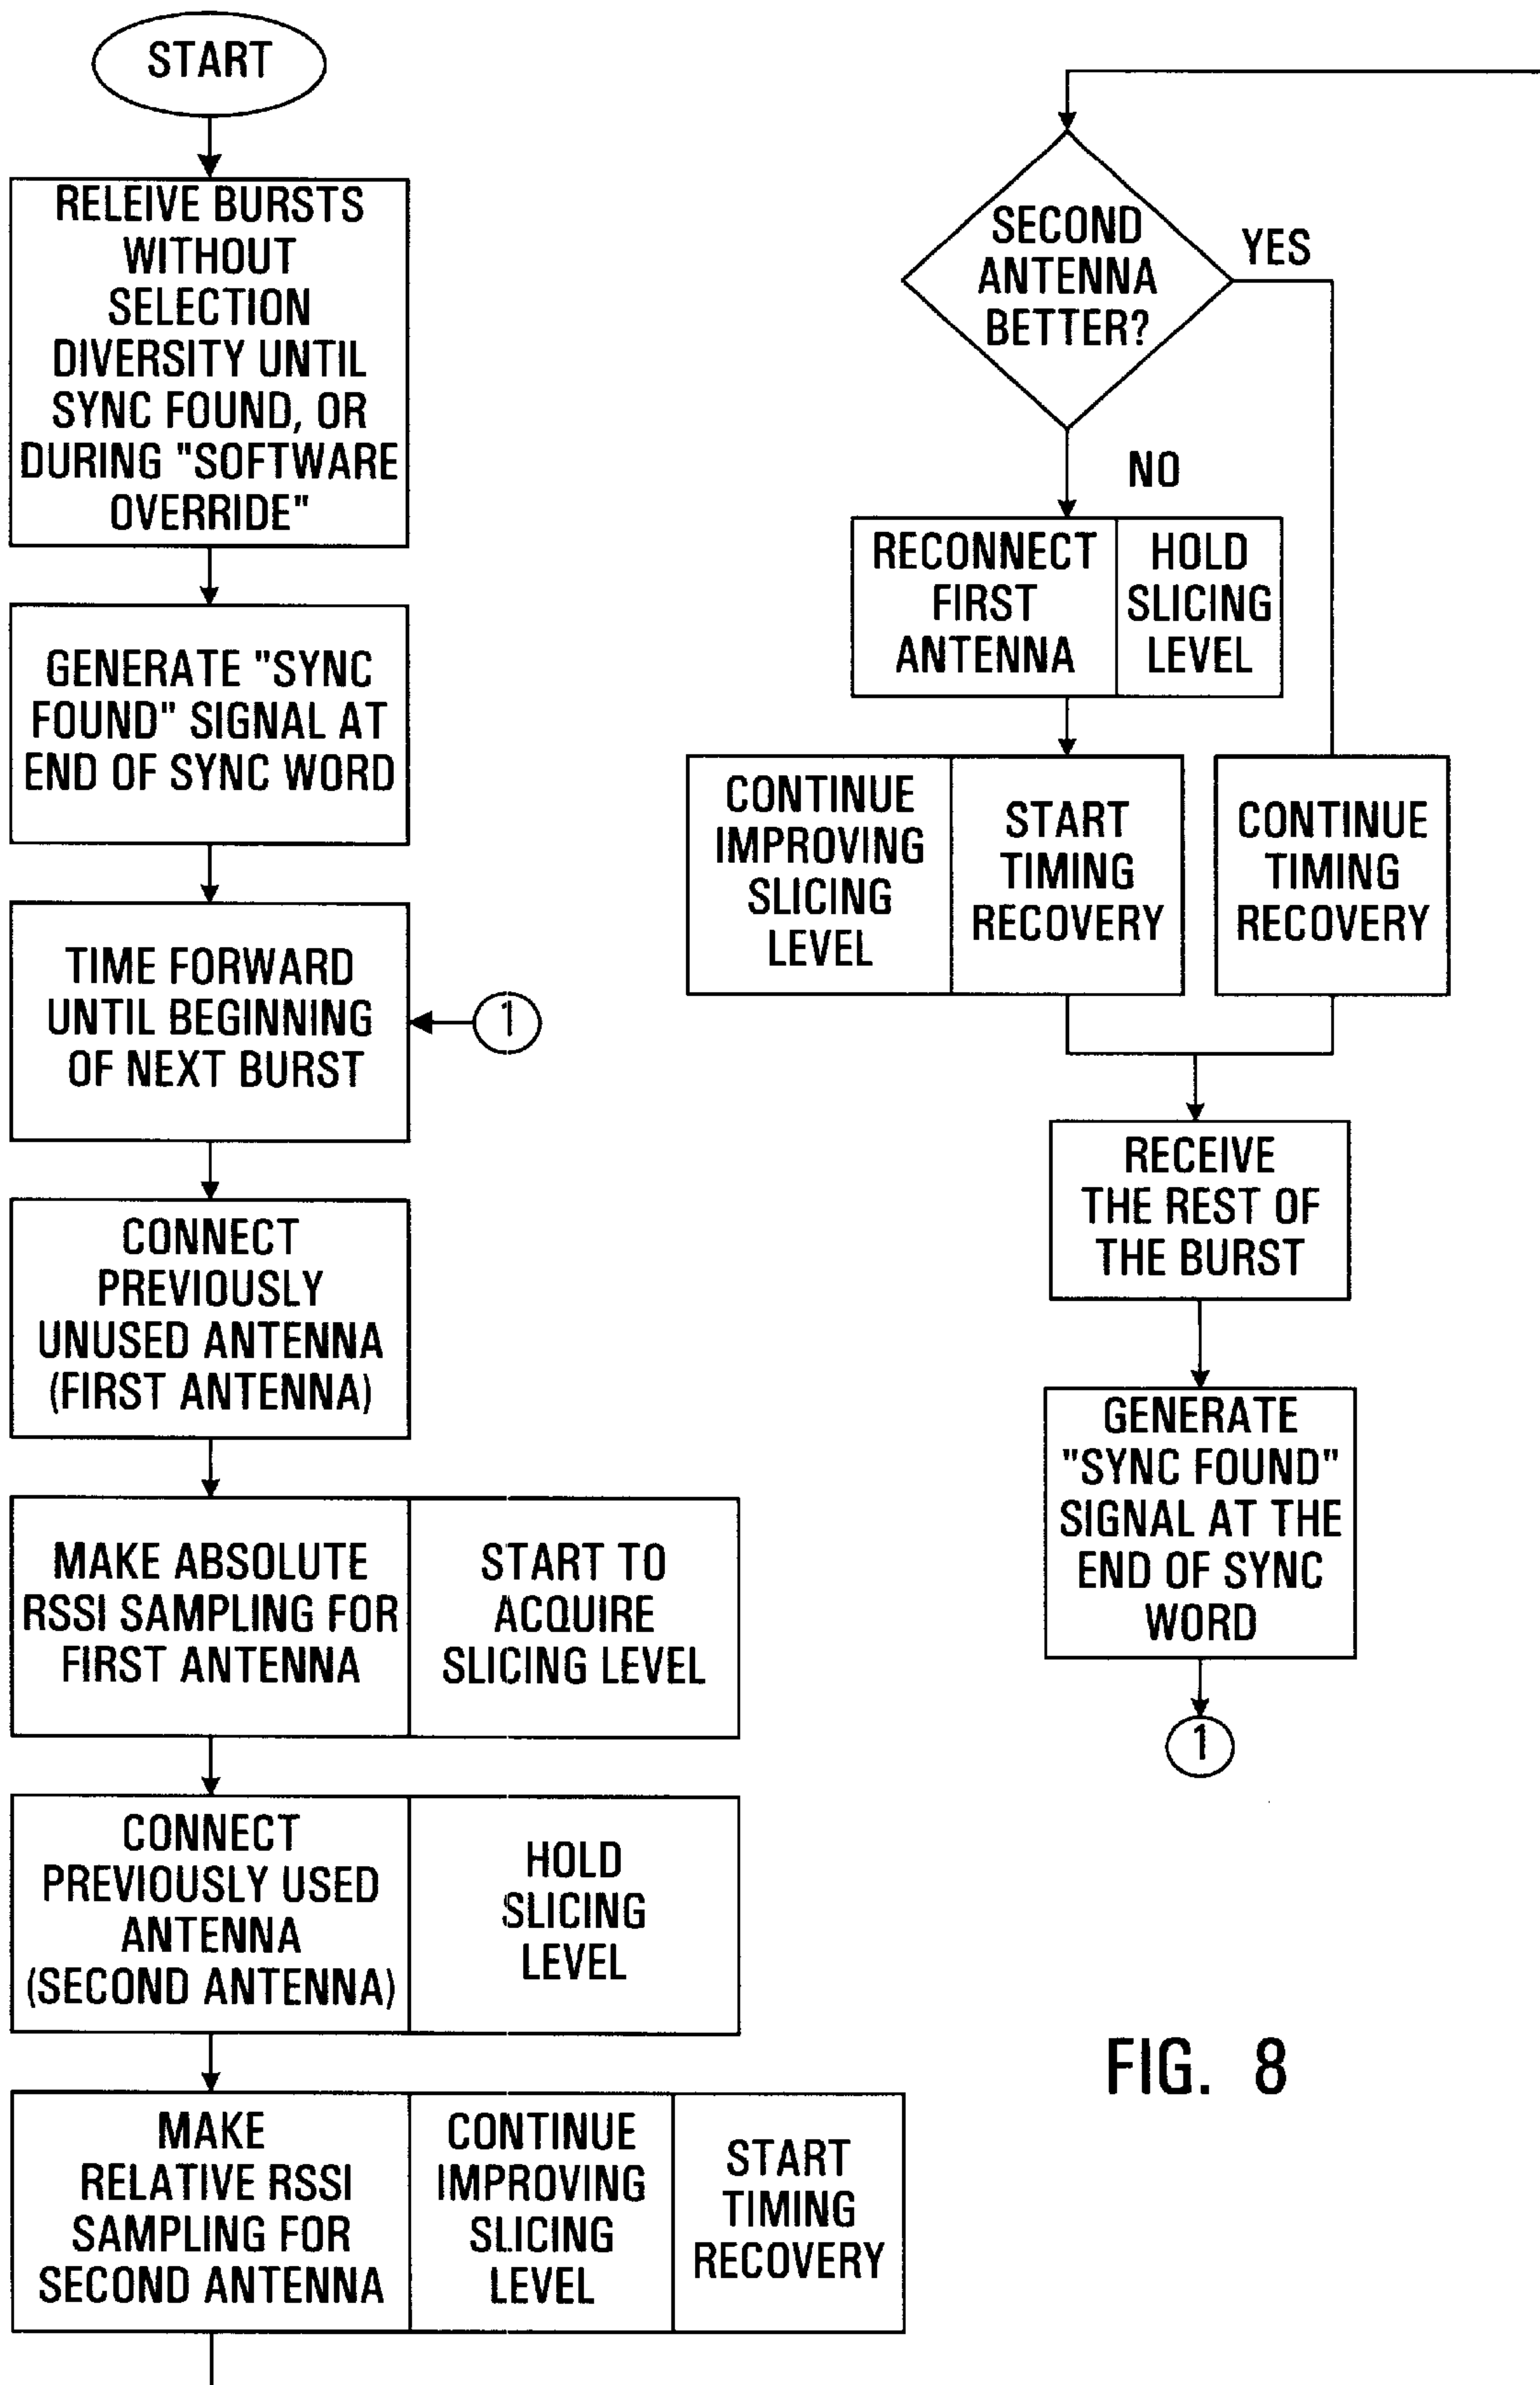 START
RELEIVE BURSTS
WITHOUT
SELECTION
DIVERSITY UNTIL
SYNC FOUND, OR
DURING "SOFTWARE
OVERRIDE"
GENERATE "SYNC
FOUND" SIGNAL AT
END OF SYNC WORD
TIME FORWARD
UNTIL BEGINNING
OF NEXT BURST
1
CONNECT
PREVIOUSLY
UNUSED ANTENNA
(FIRST ANTENNA)
MAKE ABSOLUTE
RSSI SAMPLING FOR
FIRST ANTENNA
START TO
ACQUIRE
SLICING LEVEL
CONNECT
PREVIOUSLY USED
ANTENNA
(SECOND ANTENNA)
HOLD
SLICING
LEVEL
MAKE
RELATIVE RSSI
SAMPLING FOR
SECOND ANTENNA
CONTINUE
IMPROVING
SLICING
LEVEL
START
TIMING
RECOVERY
SECOND
ANTENNA
BETTER?
YES
NO
RECONNECT
FIRST
ANTENNA
HOLD
SLICING
LEVEL
CONTINUE
IMPROVING
SLICING
LEVEL
START
TIMING
RECOVERY
CONTINUE
TIMING
RECOVERY
RECEIVE
THE REST OF
THE BURST
GENERATE
"SYNC FOUND"
SIGNAL AT THE
END OF SYNC
WORD
1
FIG. 8